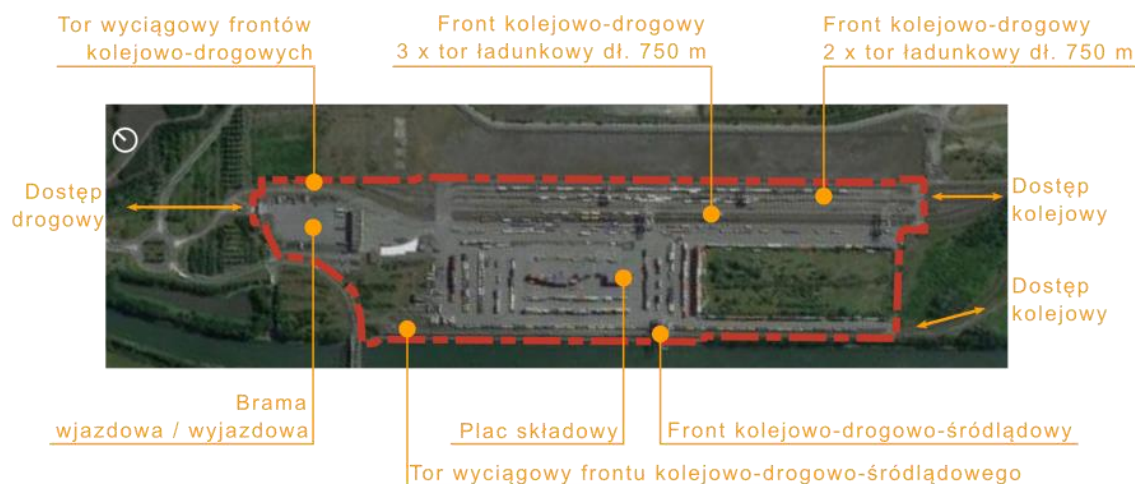 Tor wyciągowy frontów
kolejowo-drogowych
Front kolejowo-drogowy
3 x tor ładunkowy dł. 750 m
Front kolejowo-drogowy
2 x tor ładunkowy dł. 750 m
Dostęp
drogowy
Dostęp
kolejowy
Dostęp
kolejowy
Brama
wjazdowa / wyjazdowa
Plac składowy
Front kolejowo-drogowo-śródlądowy
Tor wyciągowy frontu kolejowo-drogowo-śródlądowego